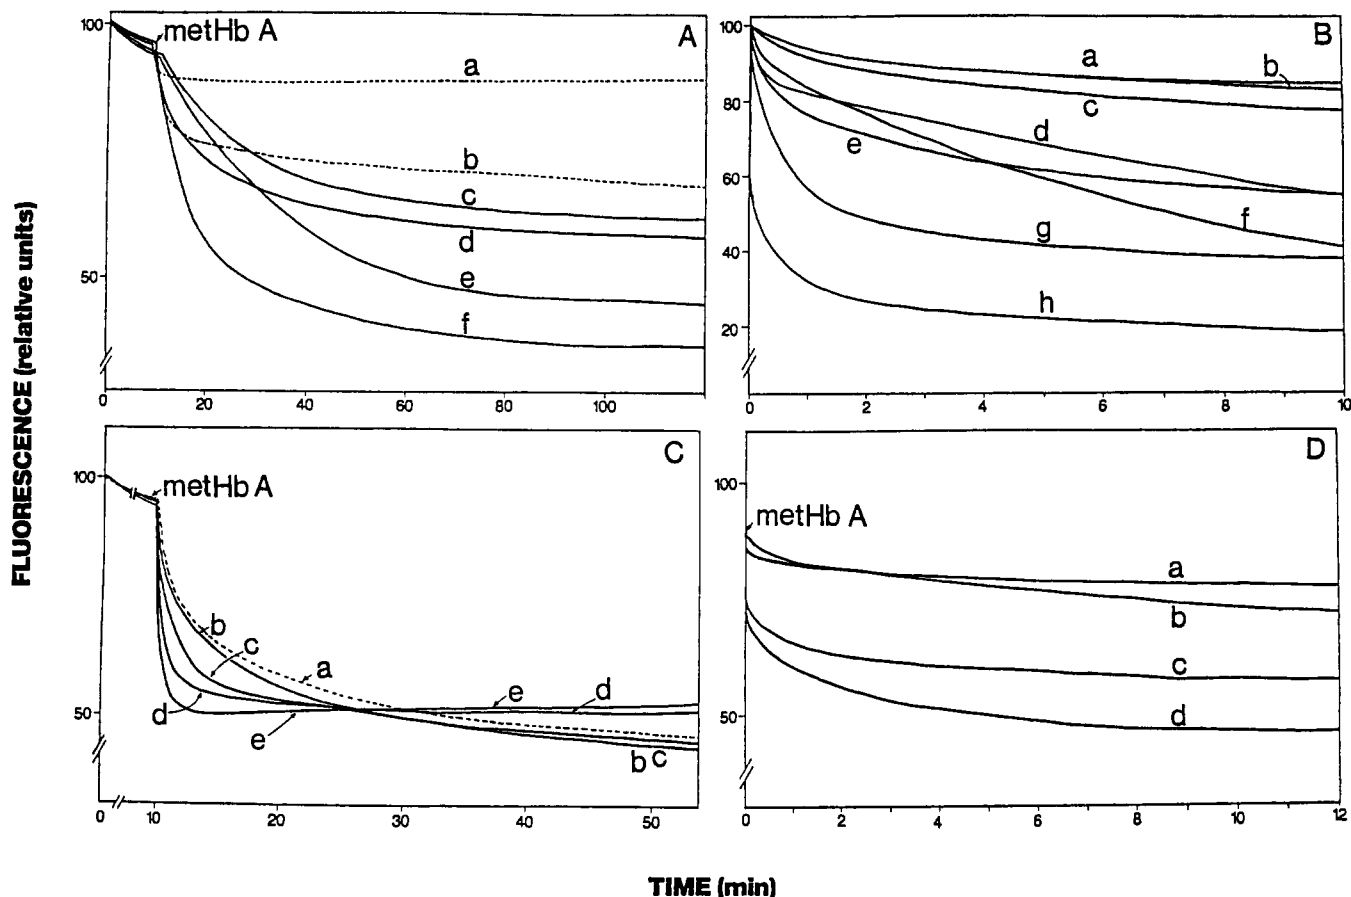 FLUORESCENCE (relative units)
A
metHb A
100
50
a
b
c
d
e
f
0 20 40 60 80 100
B
100
80
60
40
20
a
b
c
d
e
f
g
h
0 2 4 6 8 10
C
metHb A
100
50
b
c
a
d
e
e
d
b c
0 10 20 30 40 50
D
100
metHb A
50
a
b
c
d
0 2 4 6 8 10 12
TIME (min)